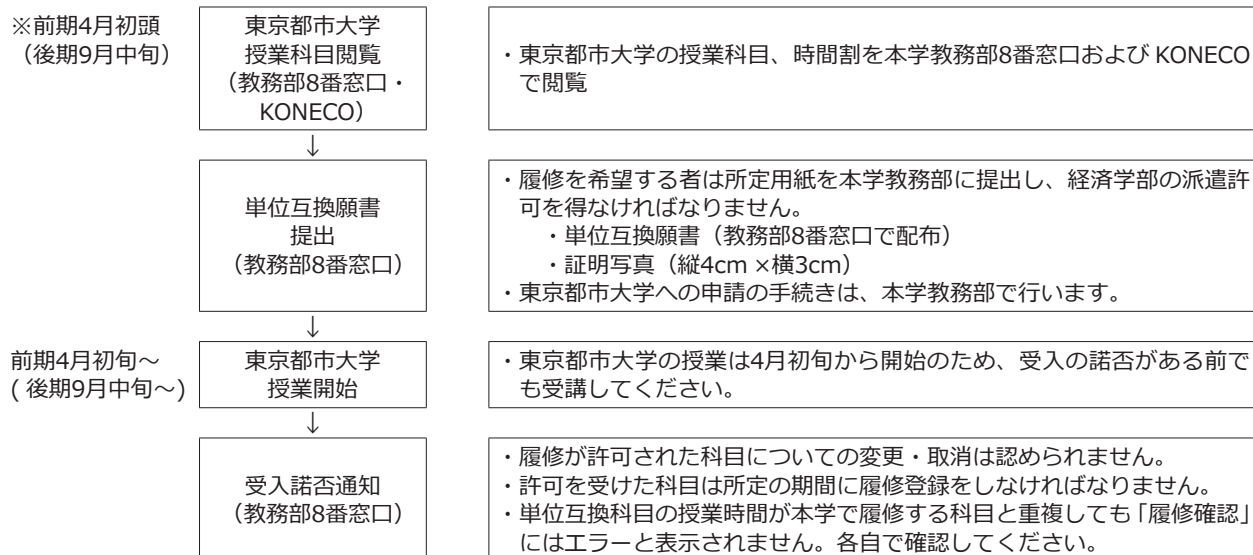 ※前期4月初頭
（後期9月中旬）
東京都市大学
授業科目閲覧
（教務部8番窓口・
KONECO）
・東京都市大学の授業科目、時間割を本学教務部8番窓口および KONECO
で閲覧
↓
単位互換願書
提出
（教務部8番窓口）
・履修を希望する者は所定用紙を本学教務部に提出し、経済学部の派遣許
可を得なければなりません。
・単位互換願書（教務部8番窓口で配布）
・証明写真（縦4cm ×横3cm）
・東京都市大学への申請の手続きは、本学教務部で行います。
↓
前期4月初旬～
( 後期9月中旬～)
東京都市大学
授業開始
・東京都市大学の授業は4月初旬から開始のため、受入の諾否がある前で
も受講してください。
↓
受入諾否通知
（教務部8番窓口）
・履修が許可された科目についての変更・取消は認められません。
・許可を受けた科目は所定の期間に履修登録をしなければなりません。
・単位互換科目の授業時間が本学で履修する科目と重複しても「履修確認」
にはエラーと表示されません。各自で確認してください。